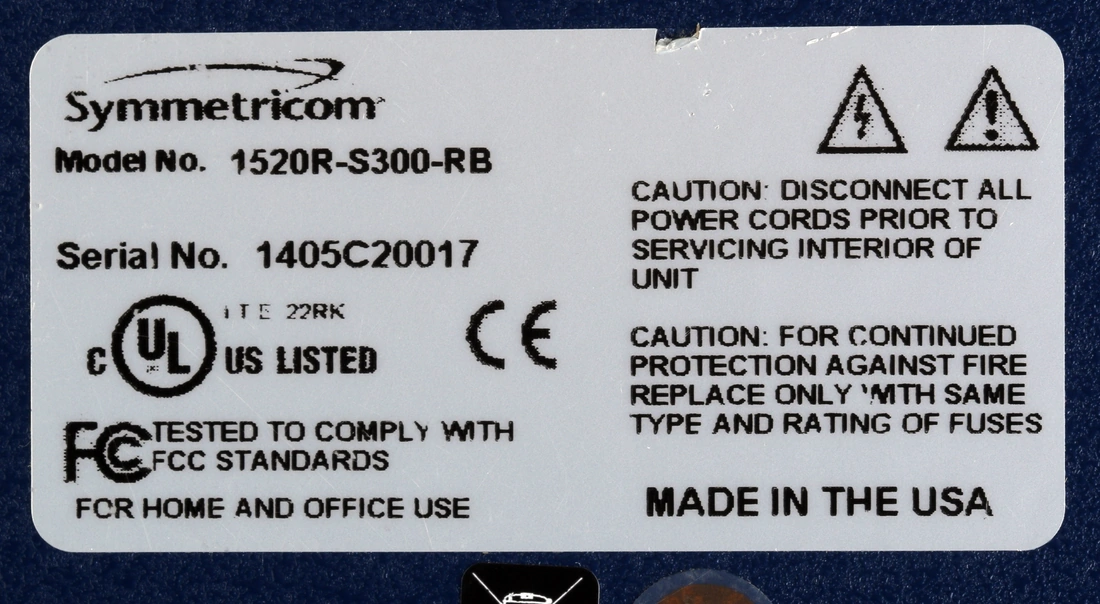 Symmetricom
Model No. 1520R-S300-RB
Serial No. 1405C20017
C UL US LISTED
I T E 22RK
CE
FCC TESTED TO COMPLY WITH
FCC STANDARDS
FOR HOME AND OFFICE USE
CAUTION: DISCONNECT ALL
POWER CORDS PRIOR TO
SERVICING INTERIOR OF
UNIT
CAUTION: FOR CONTINUED
PROTECTION AGAINST FIRE
REPLACE ONLY WITH SAME
TYPE AND RATING OF FUSES
MADE IN THE USA